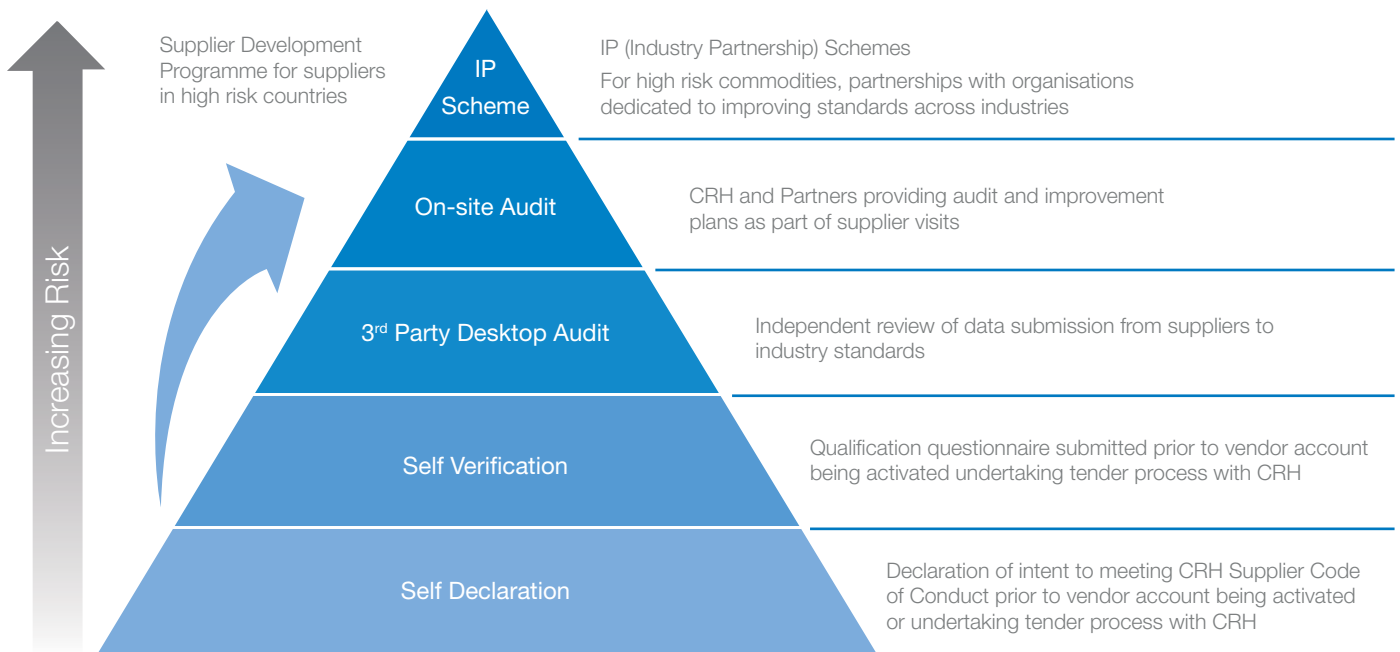 Increasing Risk
Supplier Development
Programme for suppliers
in high risk countries
IP
Scheme
IP (Industry Partnership) Schemes
For high risk commodities, partnerships with organisations
dedicated to improving standards across industries
On-site Audit
CRH and Partners providing audit and improvement
plans as part of supplier visits
3rd Party Desktop Audit
Independent review of data submission from suppliers to
industry standards
Self Verification
Qualification questionnaire submitted prior to vendor account
being activated undertaking tender process with CRH
Self Declaration
Declaration of intent to meeting CRH Supplier Code
of Conduct prior to vendor account being activated
or undertaking tender process with CRH